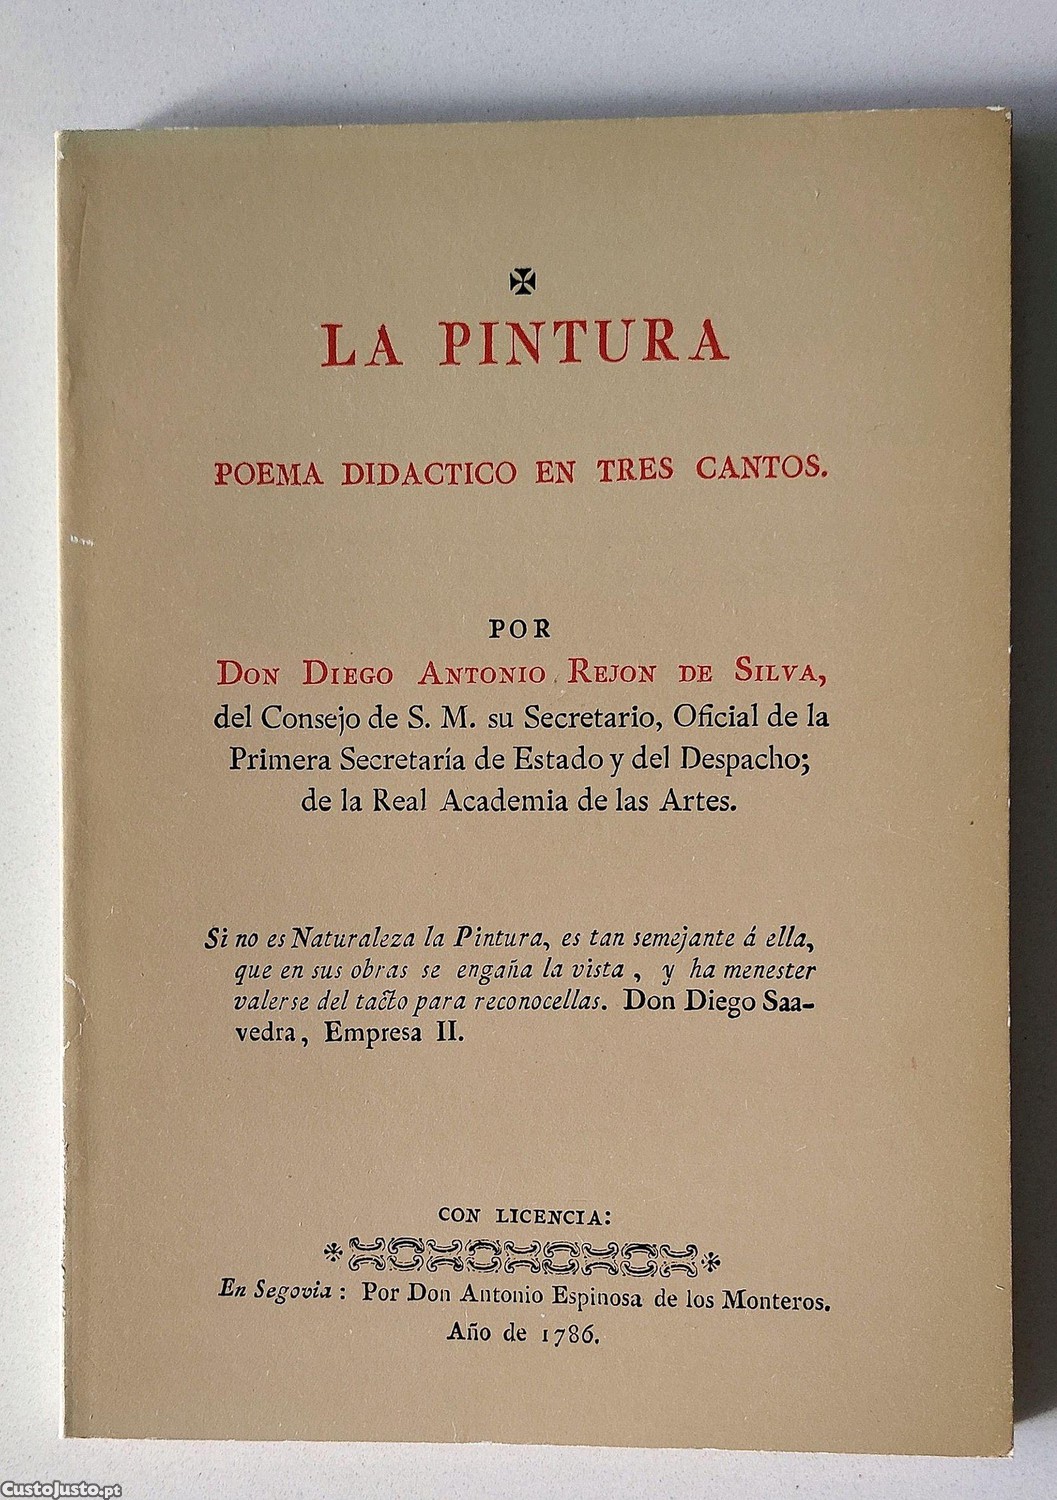 LA PINTURA
POEMA DIDACTICO EN TRES CANTOS.
POR
DON DIEGO ANTONIO REJON DE SILVA,
del Consejo de S. M. su Secretario, Oficial de la
Primera Secretaría de Estado y del Despacho;
de la Real Academia de las Artes.
Si no es Naturaleza la Pintura, es tan semejante á ella,
que en sus obras se engaña la vista, y ha menester
valerse del tacto para reconocellas. Don Diego Saa-
vedra, Empresa II.
CON LICENCIA:
En Segovia: Por Don Antonio Espinosa de los Monteros.
Año de 1786.
CustoJusto.pt